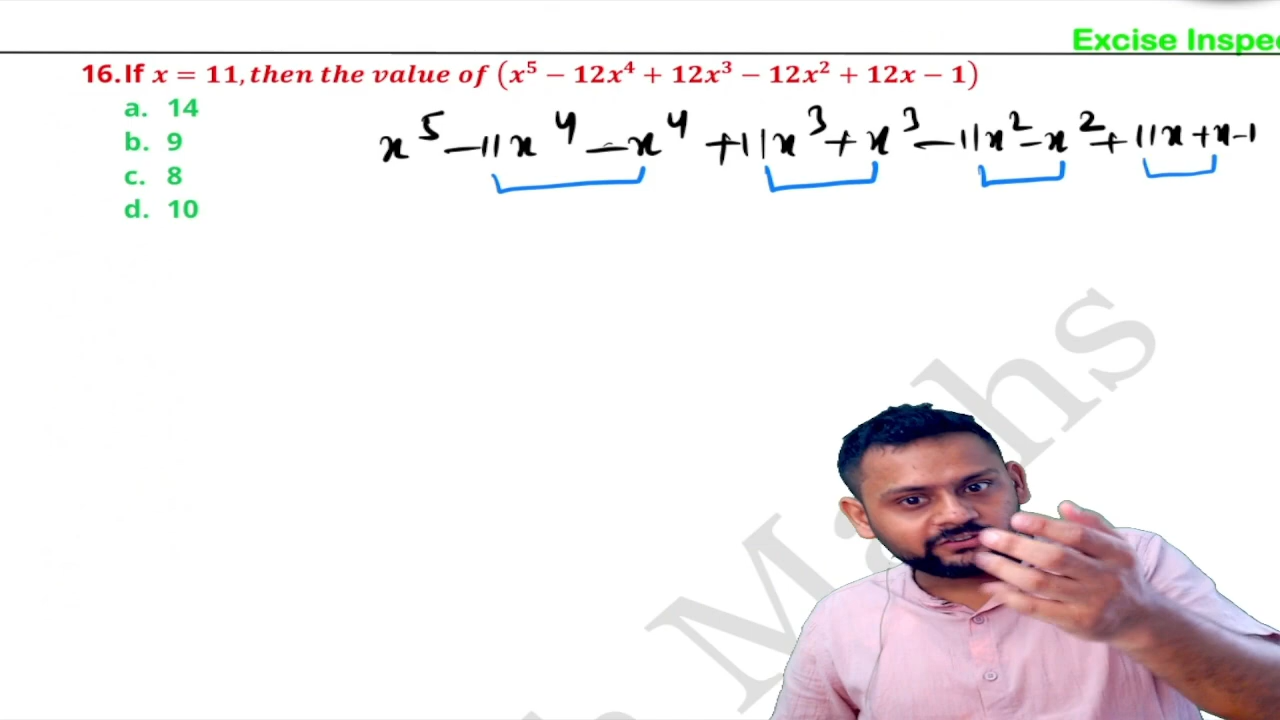 Excise Inspe
16. If x = 11, then the value of (x⁵ − 12x⁴ + 12x³ − 12x² + 12x − 1)
a. 14
x⁵ − 11x⁴ − x⁴ + 11x³ + x³ − 11x² − x² + 11x + x − 1
b. 9
c. 8
d. 10
Maths